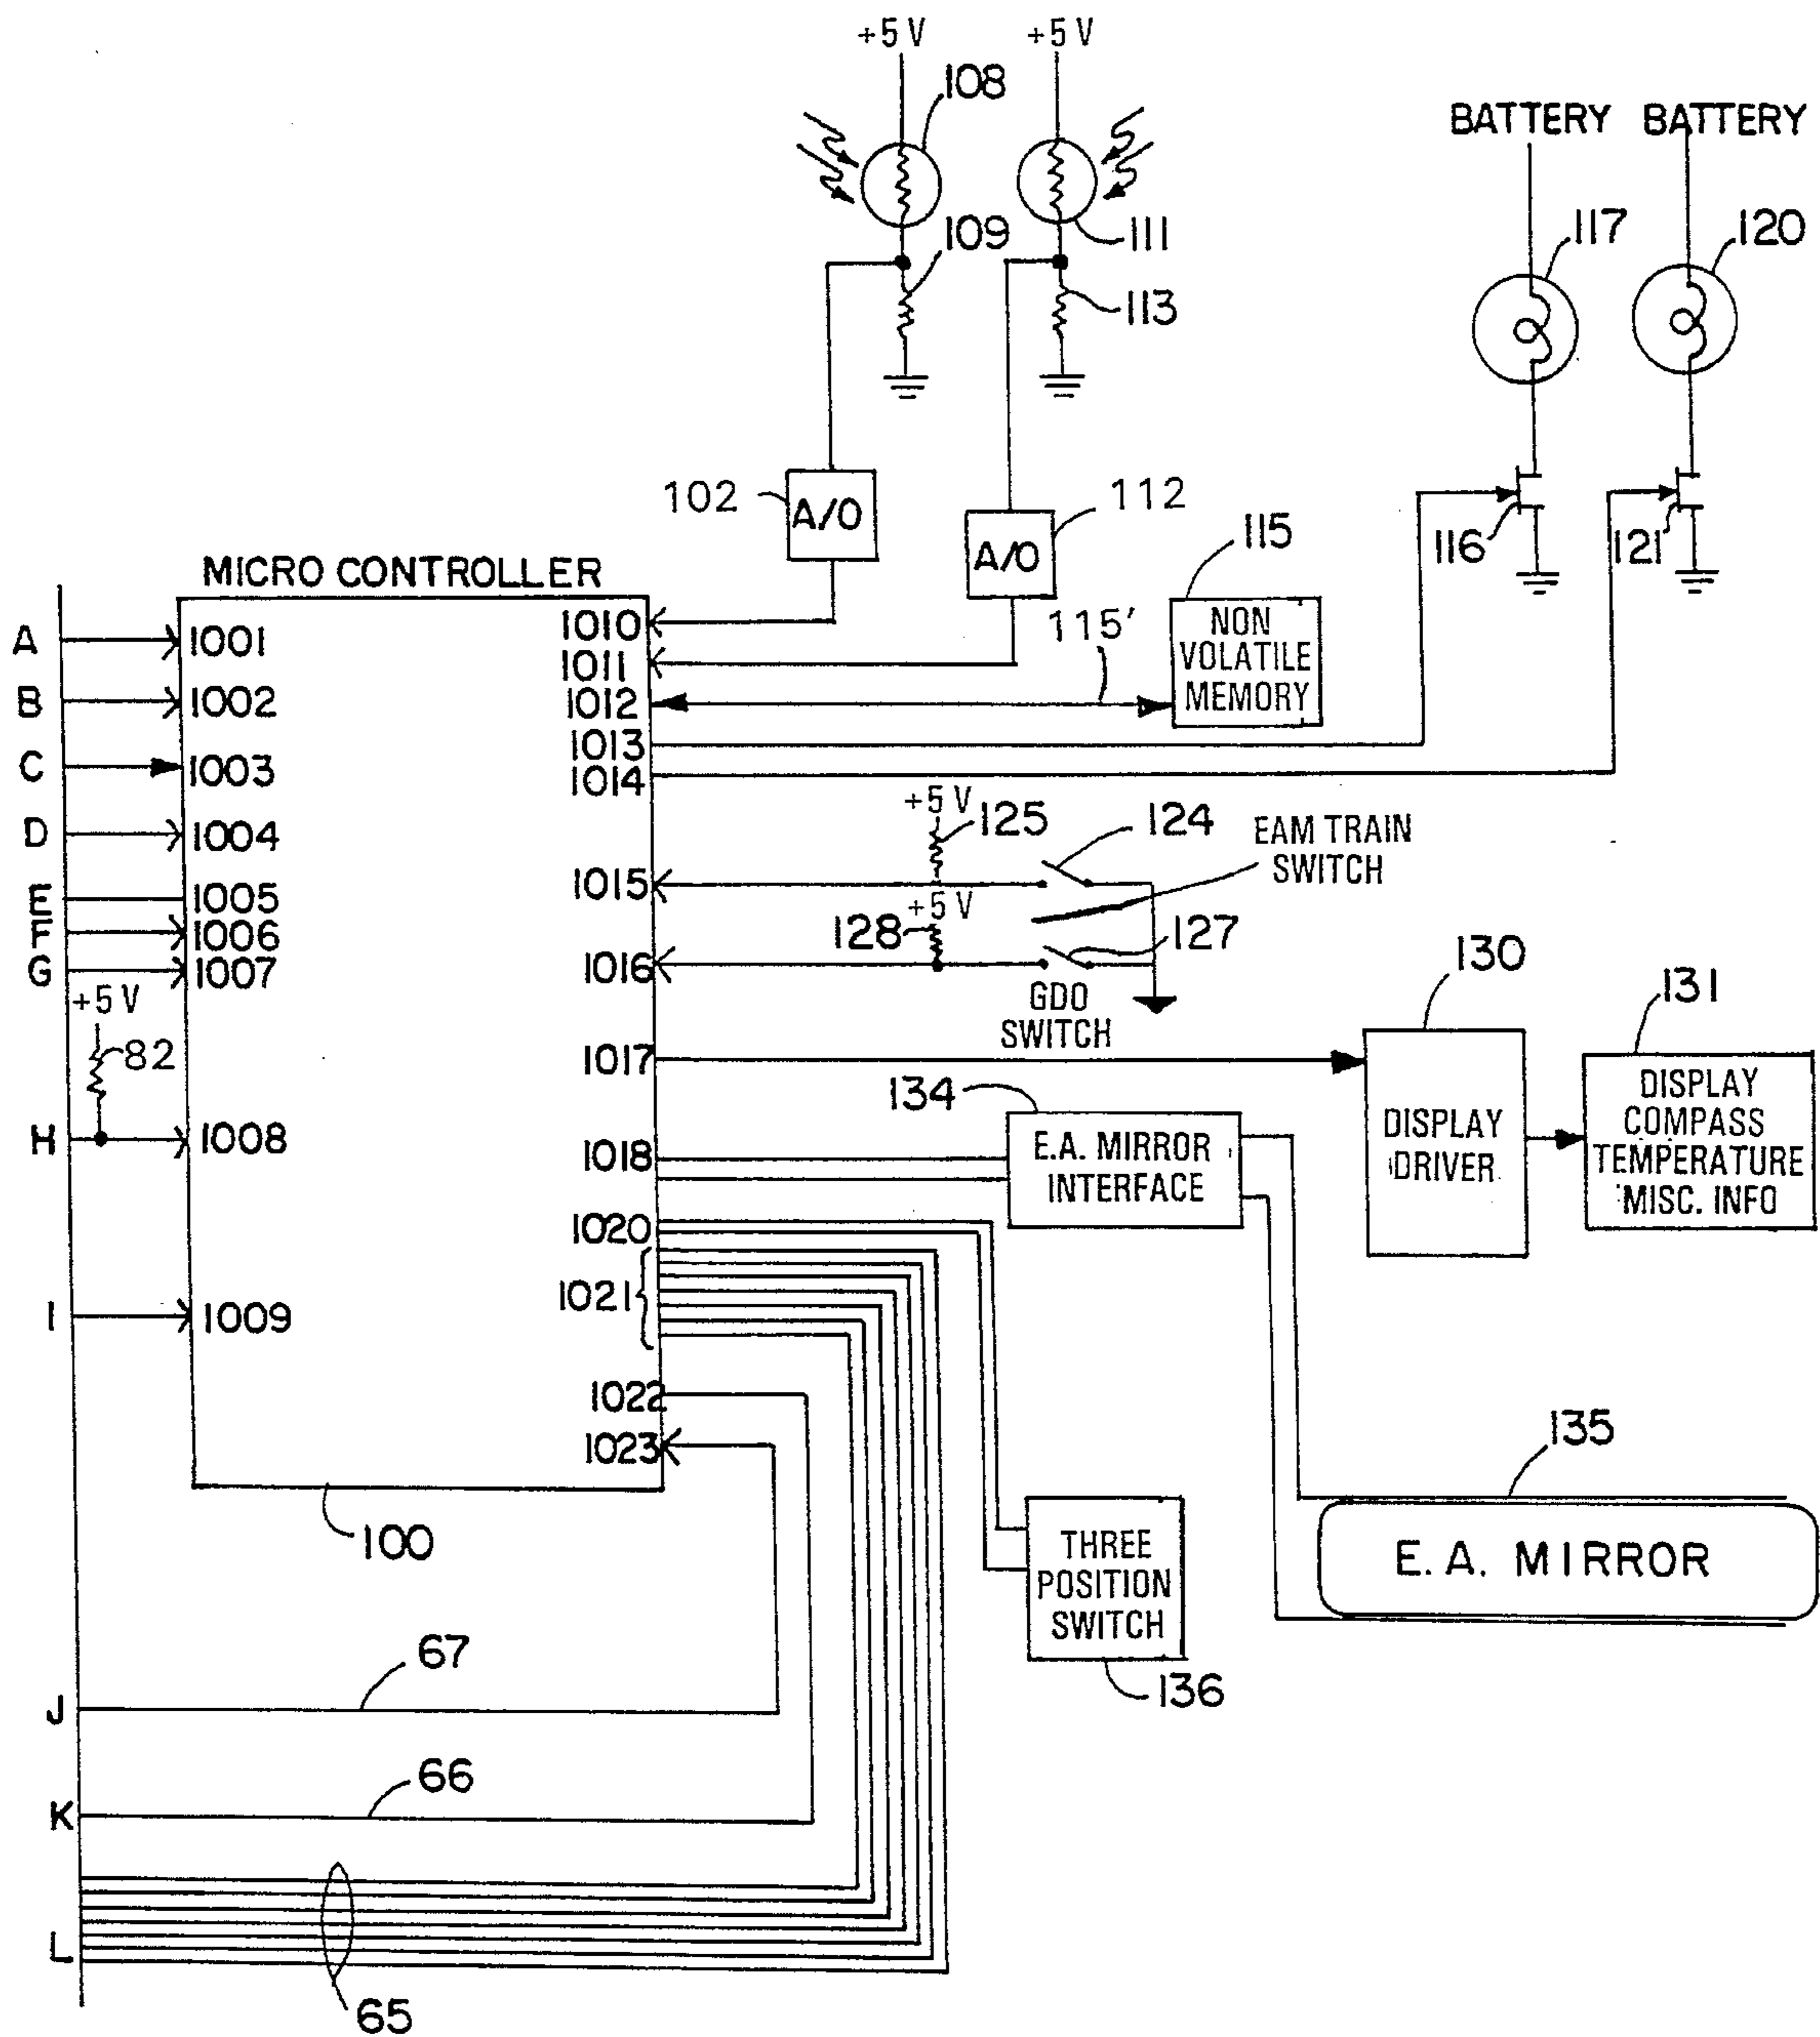 +5 V
+5 V
108
BATTERY
BATTERY
109
111
117
120
113
102
A/O
112
A/O
115
116
121
MICRO CONTROLLER
NON
VOLATILE
MEMORY
115'
A
1001
1010
1011
B
1002
1012
1013
C
1003
1014
+5 V
125
124
EAM TRAIN
SWITCH
D
1004
1015
E
1005
+5 V
F
1006
128
127
G
1007
1016
GDO
SWITCH
130
131
+5 V
82
1017
134
DISPLAY
DRIVER
DISPLAY
COMPASS
TEMPERATURE
MISC. INFO
H
1008
1018
E.A. MIRROR
INTERFACE
1020
1021
I
1009
1022
1023
135
100
THREE
POSITION
SWITCH
E. A. MIRROR
136
67
J
66
K
L
65